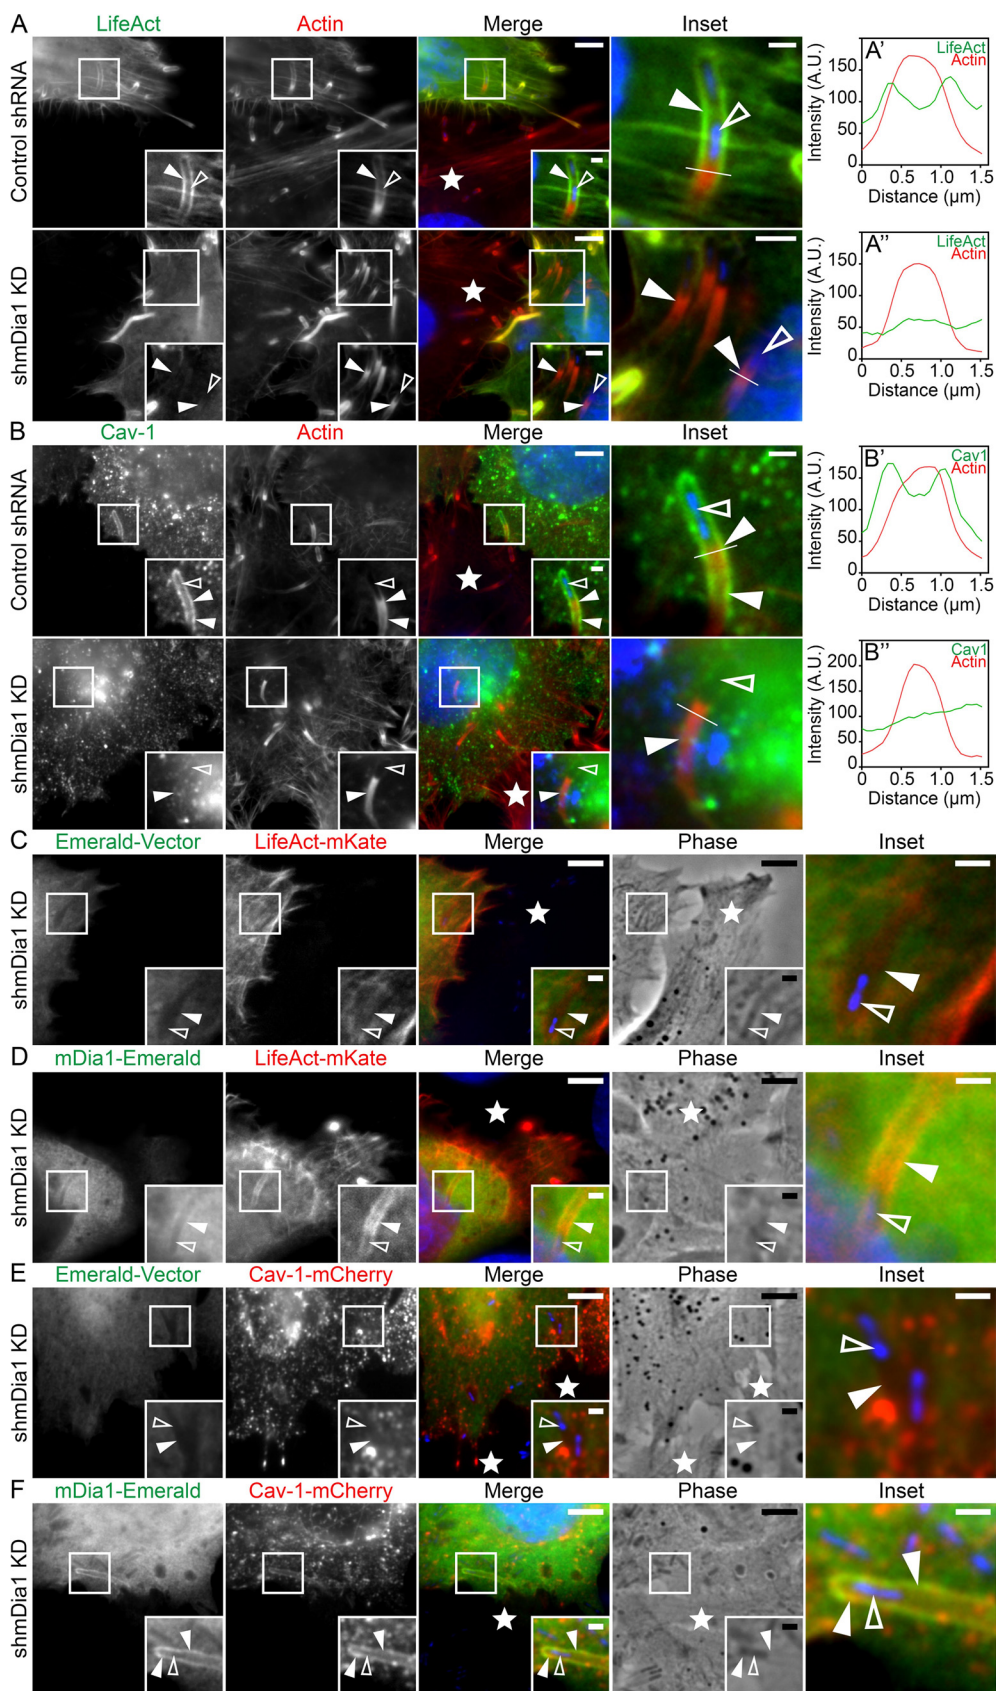 A LifeAct Actin Merge Inset
Control shRNA
A'
LifeAct
Actin
Intensity (A.U.)
200
150
100
50
0
0 0.5 1.0 1.5
Distance (µm)
shmDia1 KD
A''
LifeAct
Actin
Intensity (A.U.)
200
150
100
50
0
0 0.5 1.0 1.5
Distance (µm)
B Cav-1 Actin Merge Inset
Control shRNA
B'
Cav1
Actin
Intensity (A.U.)
200
150
100
50
0
0 0.5 1.0 1.5
Distance (µm)
shmDia1 KD
B''
Cav1
Actin
Intensity (A.U.)
200
150
100
50
0
0 0.5 1.0 1.5
Distance (µm)
C Emerald-Vector LifeAct-mKate Merge Phase Inset
shmDia1 KD
D mDia1-Emerald LifeAct-mKate Merge Phase Inset
shmDia1 KD
E Emerald-Vector Cav-1-mCherry Merge Phase Inset
shmDia1 KD
F mDia1-Emerald Cav-1-mCherry Merge Phase Inset
shmDia1 KD